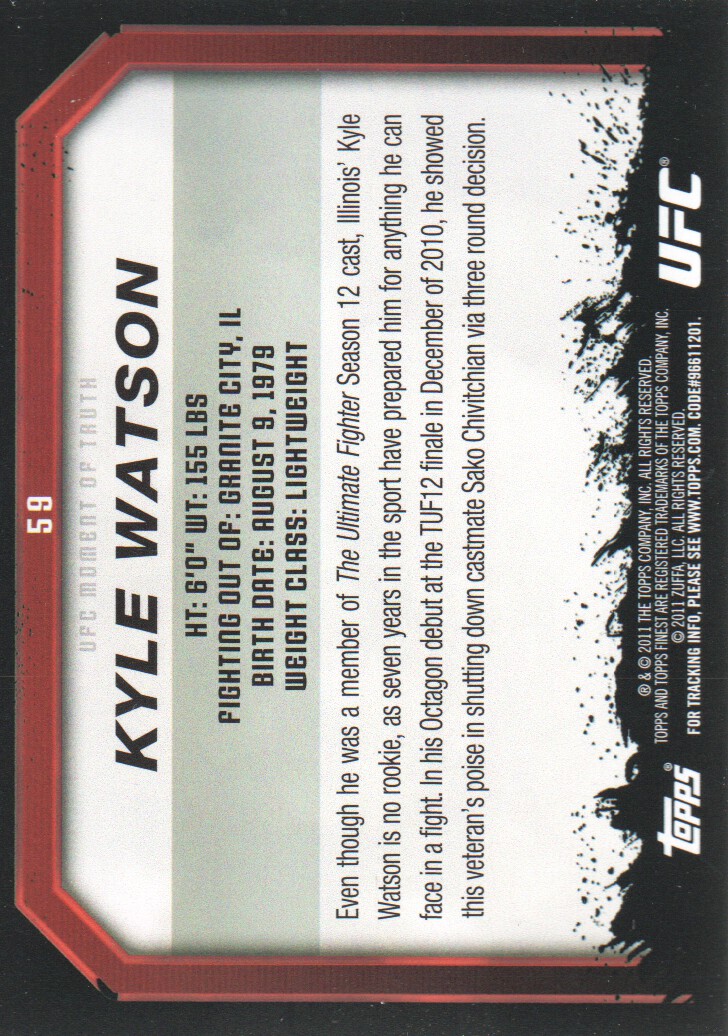 59
UFC MOMENT OF TRUTH
KYLE WATSON
HT: 6'0" WT: 155 LBS
FIGHTING OUT OF: GRANITE CITY, IL
BIRTH DATE: AUGUST 9, 1979
WEIGHT CLASS: LIGHTWEIGHT
Even though he was a member of The Ultimate Fighter Season 12 cast, Illinois' Kyle
Watson is no rookie, as seven years in the sport have prepared him for anything he can
face in a fight. In his Octagon debut at the TUF12 finale in December of 2010, he showed
this veteran's poise in shutting down castmate Sako Chivitchian via three round decision.
Topps®
® & © 2011 THE TOPPS COMPANY, INC. ALL RIGHTS RESERVED.
TOPPS AND TOPPS FINEST ARE REGISTERED TRADEMARKS OF THE TOPPS COMPANY, INC.
© 2011 ZUFFA, LLC. ALL RIGHTS RESERVED.
FOR TRACKING INFO, PLEASE SEE WWW.TOPPS.COM. CODE#98611201.
UFC®